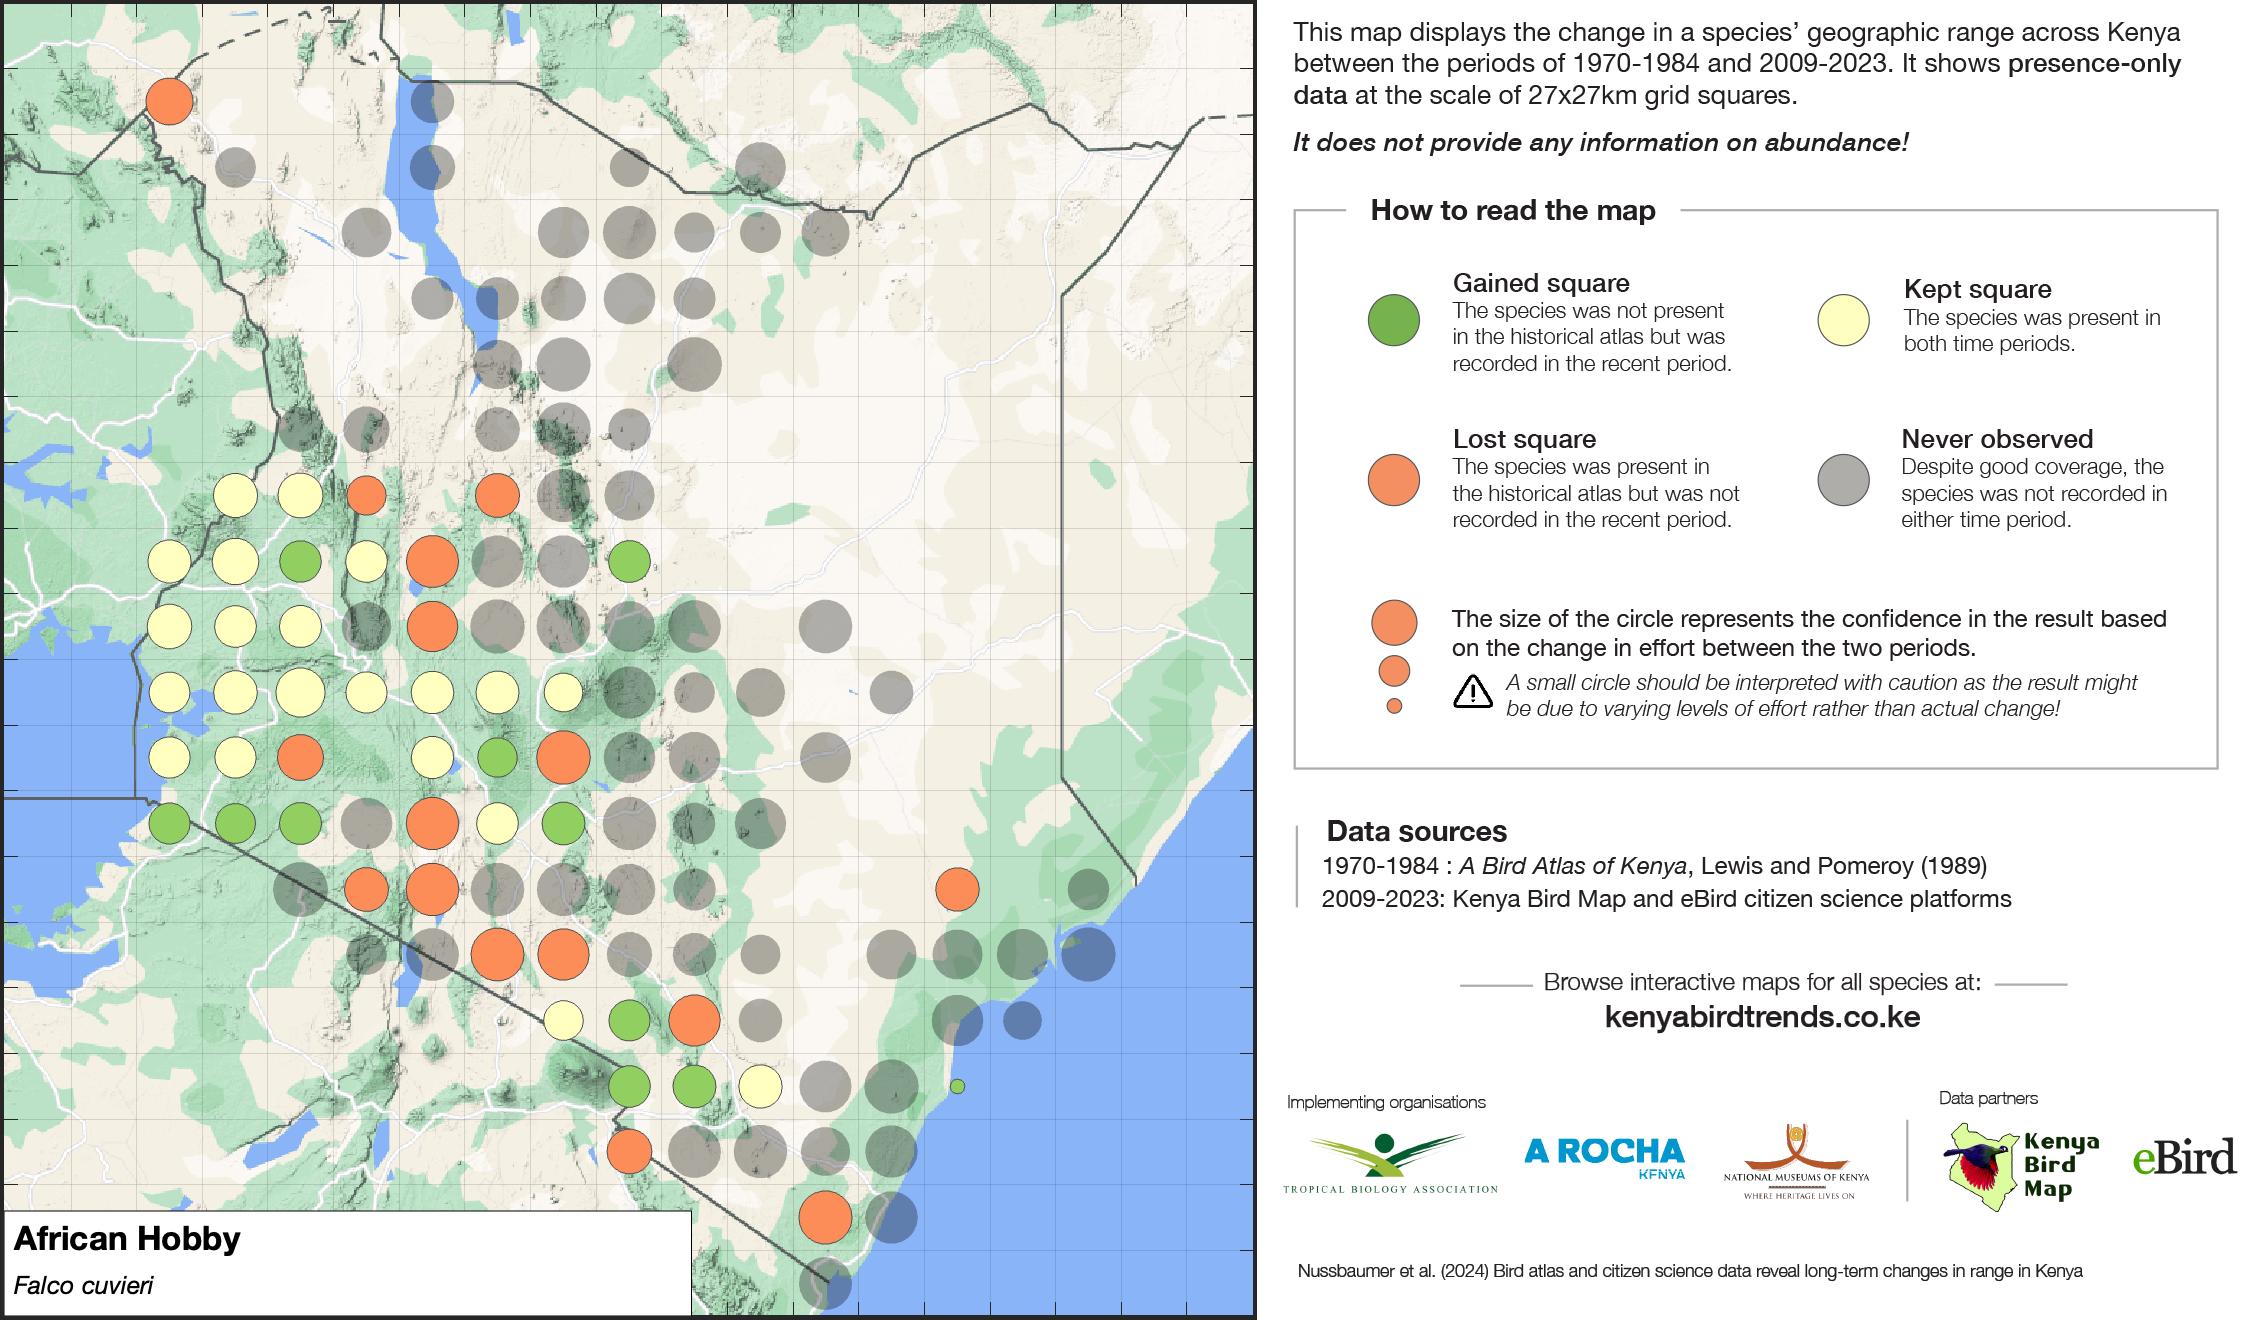 This map displays the change in a species’ geographic range across Kenya
between the periods of 1970-1984 and 2009-2023. It shows presence-only
data at the scale of 27x27km grid squares.
It does not provide any information on abundance!
How to read the map
Gained square
The species was not present
in the historical atlas but was
recorded in the recent period.
Kept square
The species was present in
both time periods.
Lost square
The species was present in
the historical atlas but was not
recorded in the recent period.
Never observed
Despite good coverage, the
species was not recorded in
either time period.
The size of the circle represents the confidence in the result based
on the change in effort between the two periods.
A small circle should be interpreted with caution as the result might
be due to varying levels of effort rather than actual change!
Data sources
1970-1984 : A Bird Atlas of Kenya, Lewis and Pomeroy (1989)
2009-2023: Kenya Bird Map and eBird citizen science platforms
Browse interactive maps for all species at:
kenyabirdtrends.co.ke
Implementing organisations
Data partners
TROPICAL BIOLOGY ASSOCIATION
A ROCHA
KENYA
NATIONAL MUSEUMS OF KENYA
WHERE HERITAGE LIVES ON
Kenya
Bird
Map
eBird
African Hobby
Falco cuvieri
Nussbaumer et al. (2024) Bird atlas and citizen science data reveal long-term changes in range in Kenya